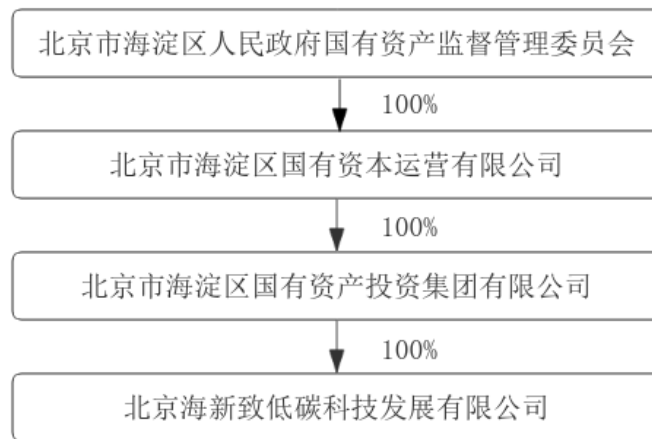 北京市海淀区人民政府国有资产监督管理委员会
100%
北京市海淀区国有资本运营有限公司
100%
北京市海淀区国有资产投资集团有限公司
100%
北京海新致低碳科技发展有限公司